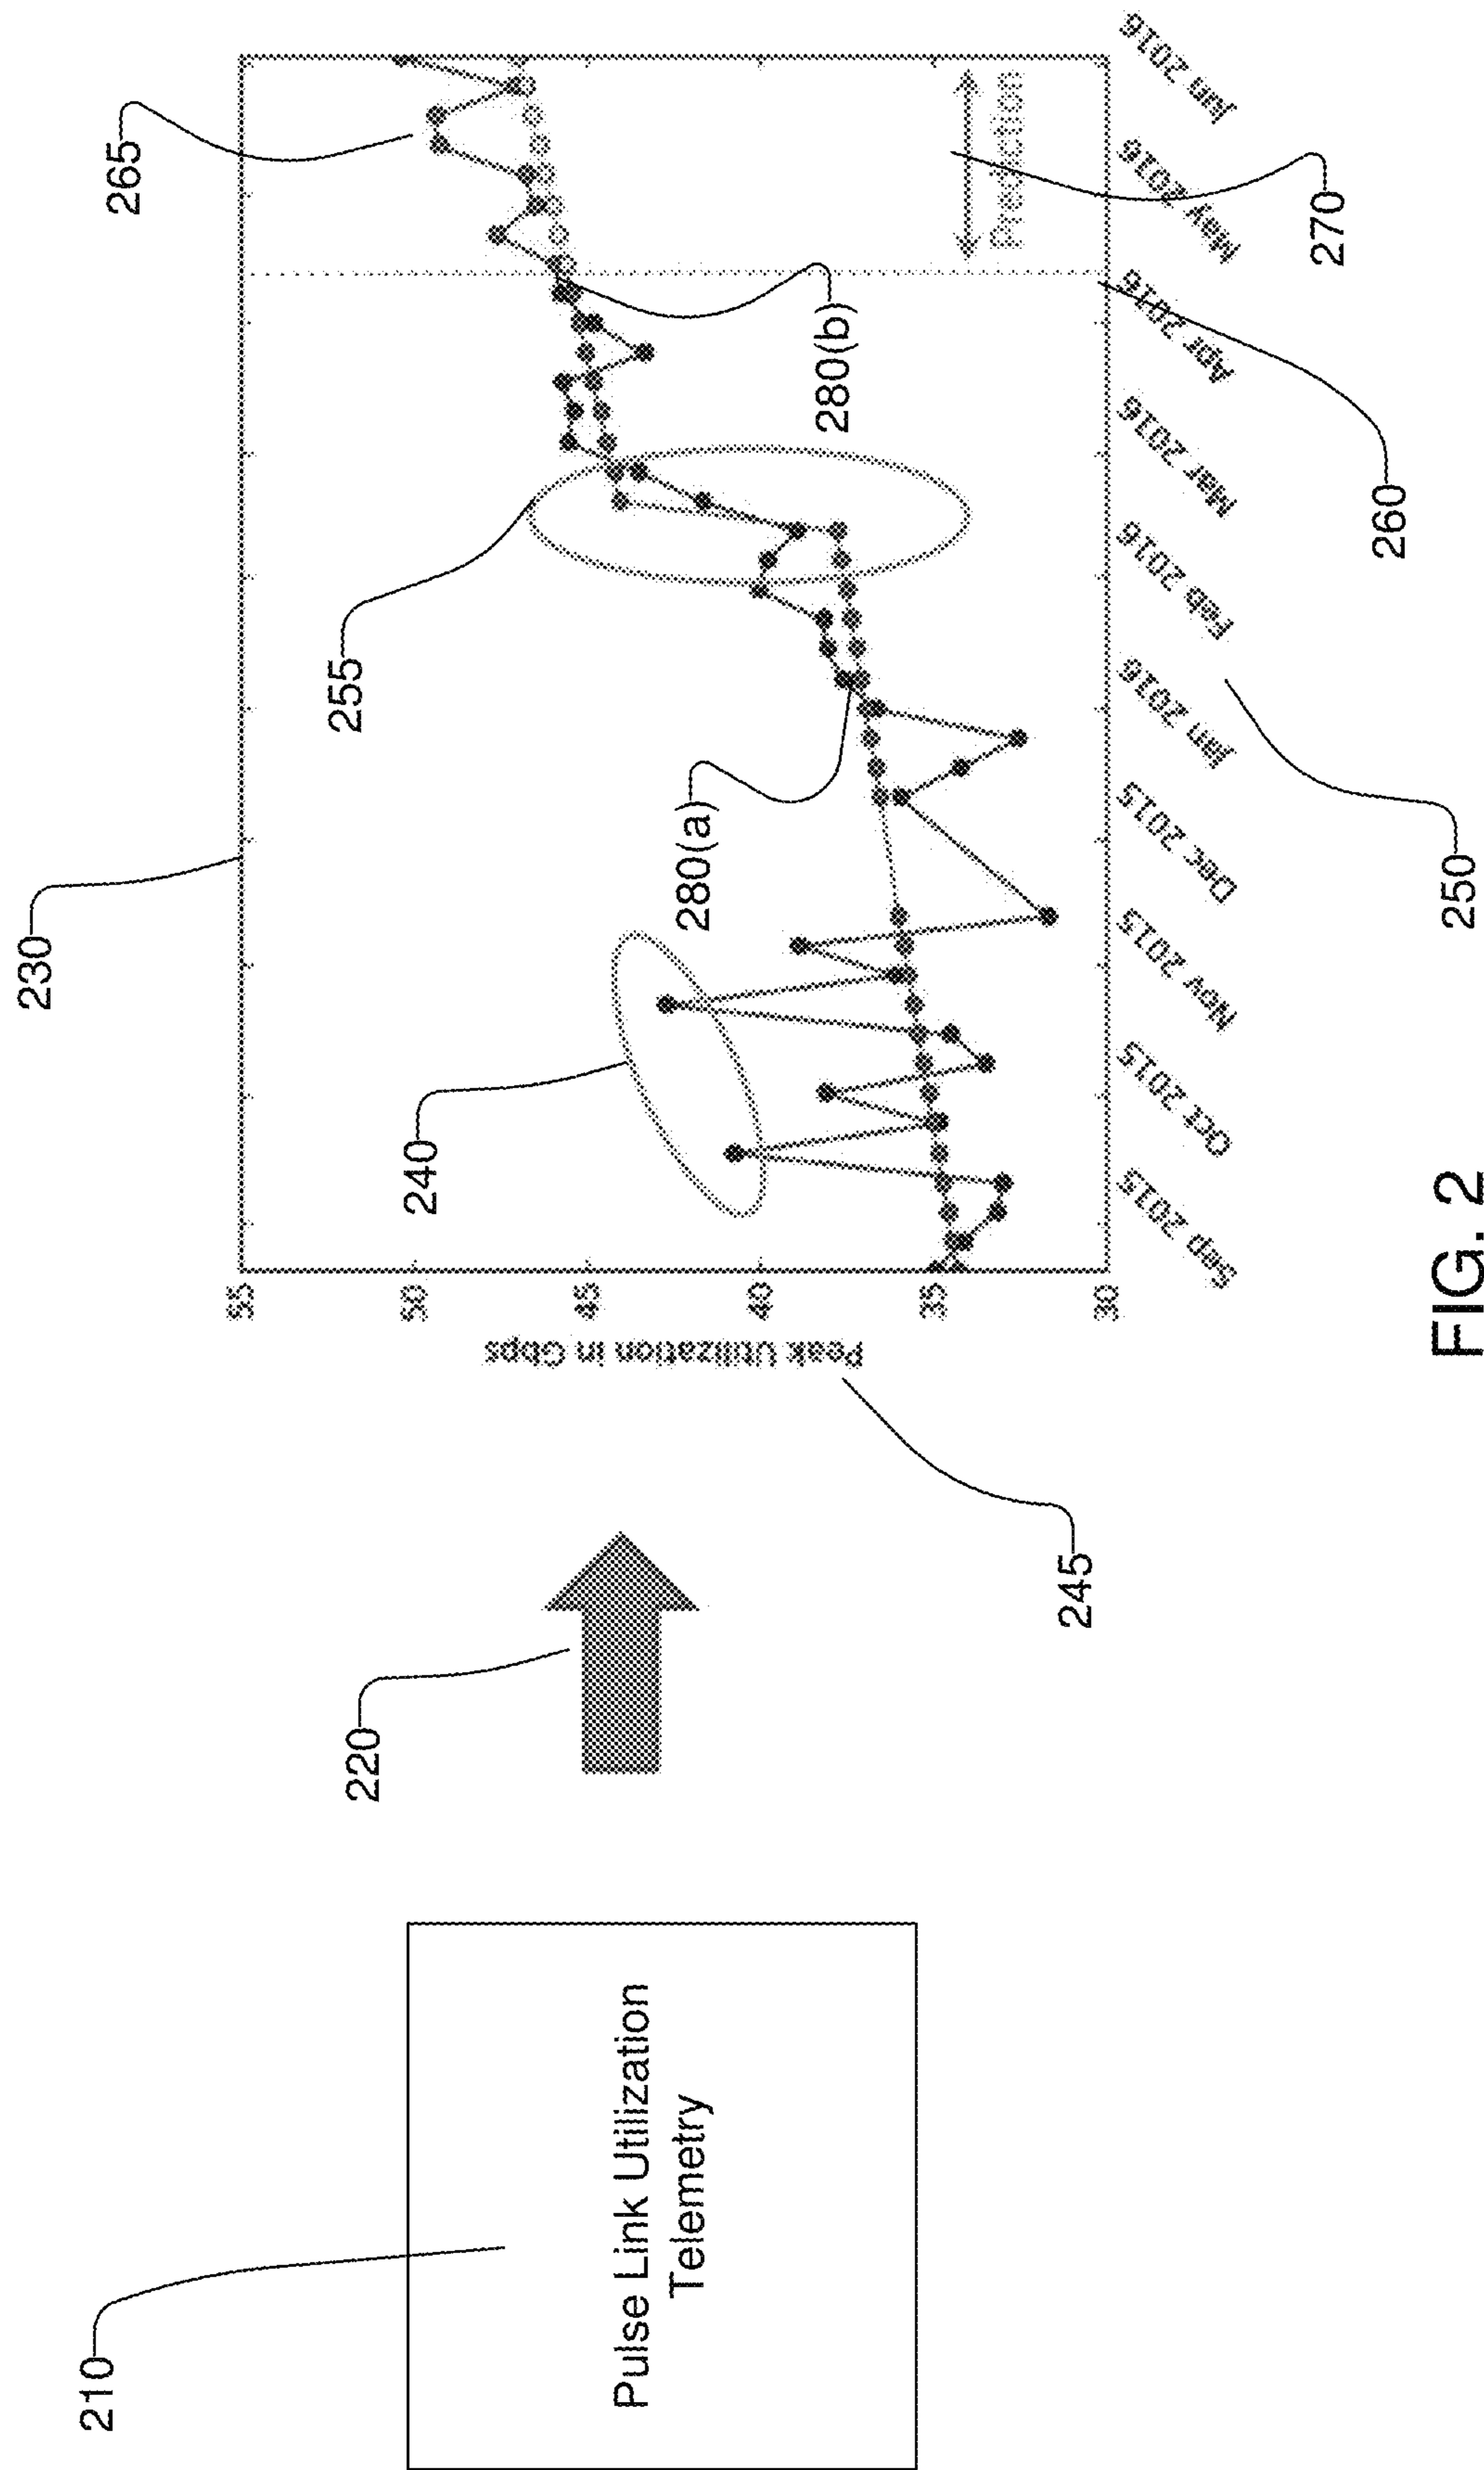 210
Pulse Link Utilization
Telemetry
220
245
230
240
255
265
280(a)
280(b)
Peak Utilization in Gbps
55
50
45
40
35
30
Prediction
Sep 2015
Oct 2015
Nov 2015
Dec 2015
Jan 2016
Feb 2016
Mar 2016
Apr 2016
May 2016
Jun 2016
250
260
270
FIG. 2